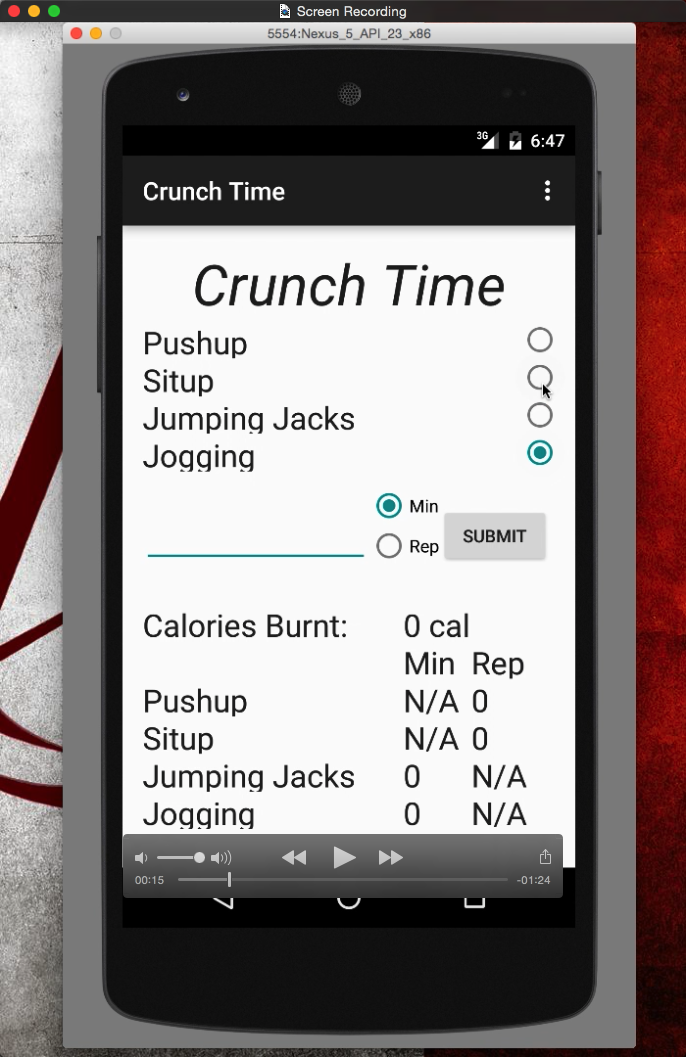 Screen Recording
5554:Nexus_5_API_23_x86
3G 6:47
Crunch Time
Crunch Time
Pushup
Situp
Jumping Jacks
Jogging
Min
Rep
SUBMIT
Calories Burnt: 0 cal
Min Rep
Pushup N/A 0
Situp N/A 0
Jumping Jacks 0 N/A
Jogging 0 N/A
00:15 -01:24